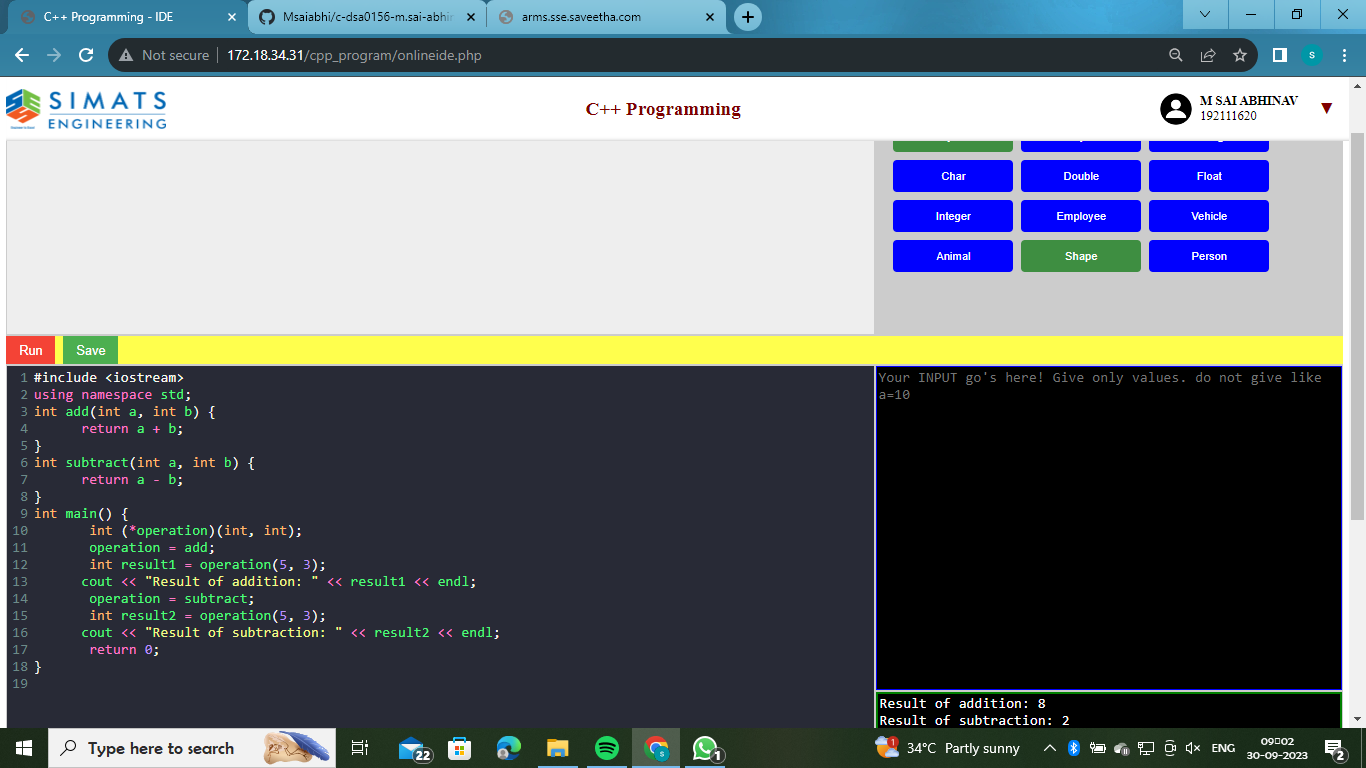 C++ Programming - IDE
Msaiabhi/c-dsa0156-m.sai-abhin
arms.sse.saveetha.com
Not secure
172.18.34.31/cpp_program/onlineide.php
S
SIMATS
ENGINEERING
C++ Programming
M SAI ABHINAV
192111620
Char Double Float
Integer Employee Vehicle
Animal Shape Person
Run Save
1 #include <iostream>
2 using namespace std;
3 int add(int a, int b) {
4 return a + b;
5 }
6 int subtract(int a, int b) {
7 return a - b;
8 }
9 int main() {
10 int (*operation)(int, int);
11 operation = add;
12 int result1 = operation(5, 3);
13 cout << "Result of addition: " << result1 << endl;
14 operation = subtract;
15 int result2 = operation(5, 3);
16 cout << "Result of subtraction: " << result2 << endl;
17 return 0;
18 }
19
Your INPUT go's here! Give only values. do not give like
a=10
Result of addition: 8
Result of subtraction: 2
Type here to search
22
S
1
1
34°C Partly sunny
ENG
09▯02
30-09-2023
2